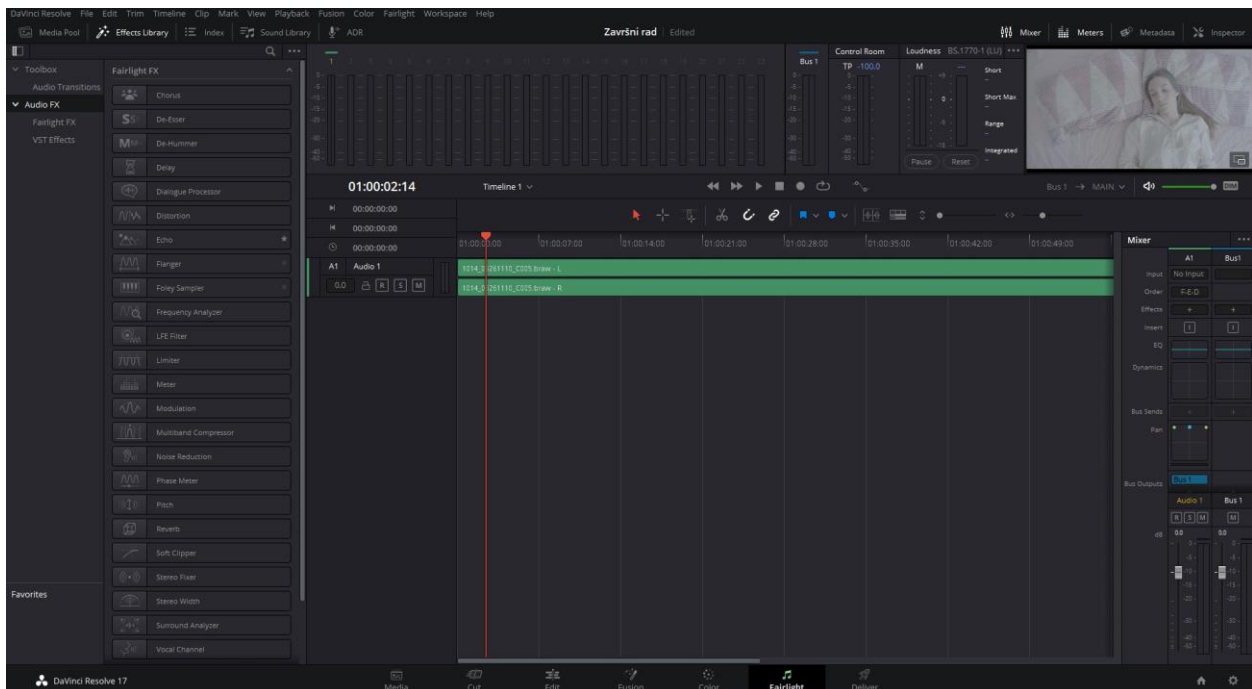 DaVinci Resolve File Edit Trim Timeline Clip Mark View Playback Fusion Color Fairlight Workspace Help
Media Pool Effects Library Index Sound Library ADR Završni rad Edited Mixer Meters Metadata Inspector
Toolbox
Audio Transitions
Audio FX
Fairlight FX
VST Effects
Favorites
Fairlight FX
Chorus
De-Esser
De-Hummer
Delay
Dialogue Processor
Distortion
Echo
Flanger
Foley Sampler
Frequency Analyzer
LFE Filter
Limiter
Meter
Modulation
Multiband Compressor
Noise Reduction
Phase Meter
Pitch
Reverb
Soft Clipper
Stereo Fixer
Stereo Width
Surround Analyzer
Vocal Channel
1
Bus 1
Control Room
TP -100.0
Loudness BS.1770-1 (LU)
M
Short
Short Max
Range
Integrated
Pause Reset
01:00:02:14 Timeline 1 Bus 1 → MAIN DIM
00:00:00:00
00:00:00:00
00:00:00:00
01:00:07:00 01:00:14:00 01:00:21:00 01:00:28:00 01:00:35:00 01:00:42:00 01:00:49:00
A1 Audio 1
0.0 R S M
Mixer
A1 Bus1
Input No Input
Order F-E-D
Effects + +
Insert
EQ
Dynamics
Bus Sends + +
Pan
Bus Outputs Bus 1
Audio 1 Bus 1
R S M M
dB 0.0 0.0
DaVinci Resolve 17 Media Cut Edit Fusion Color Fairlight Deliver